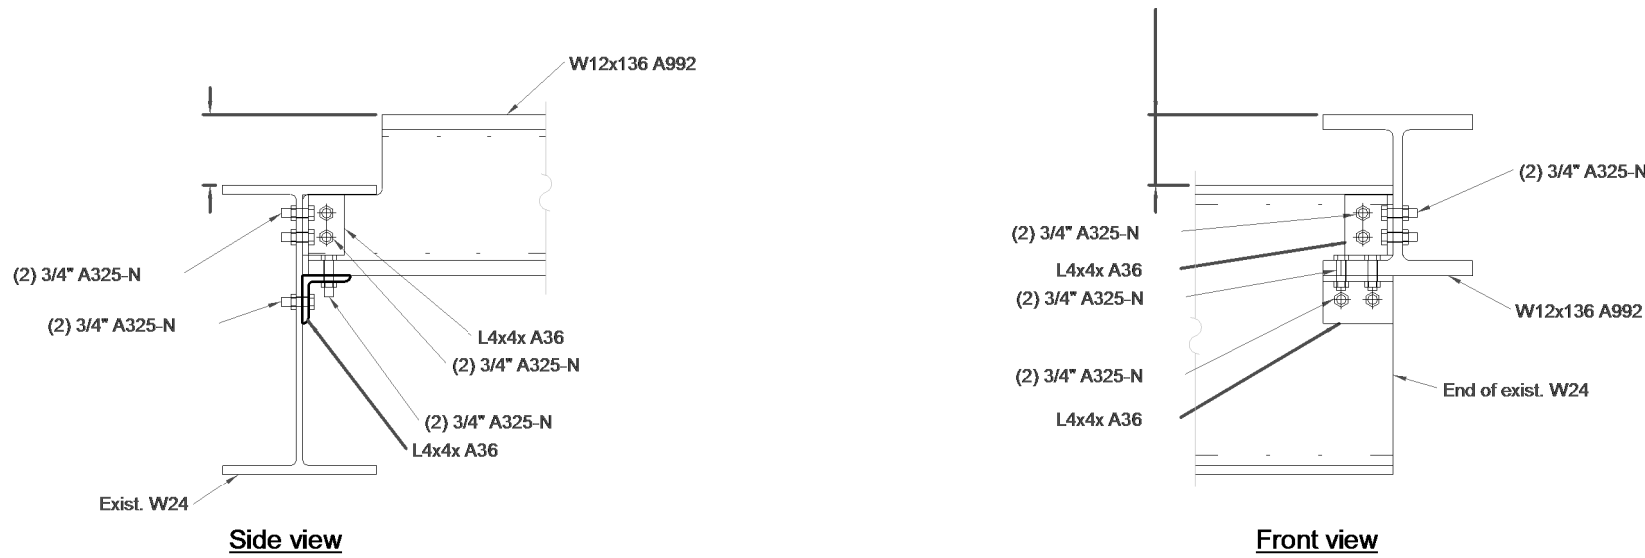 W12x136 A992
(2) 3/4" A325-N
(2) 3/4" A325-N
L4x4x A36
(2) 3/4" A325-N
(2) 3/4" A325-N
L4x4x A36
Exist. W24
Side view
(2) 3/4" A325-N
(2) 3/4" A325-N
L4x4x A36
(2) 3/4" A325-N
W12x136 A992
(2) 3/4" A325-N
End of exist. W24
L4x4x A36
Front view